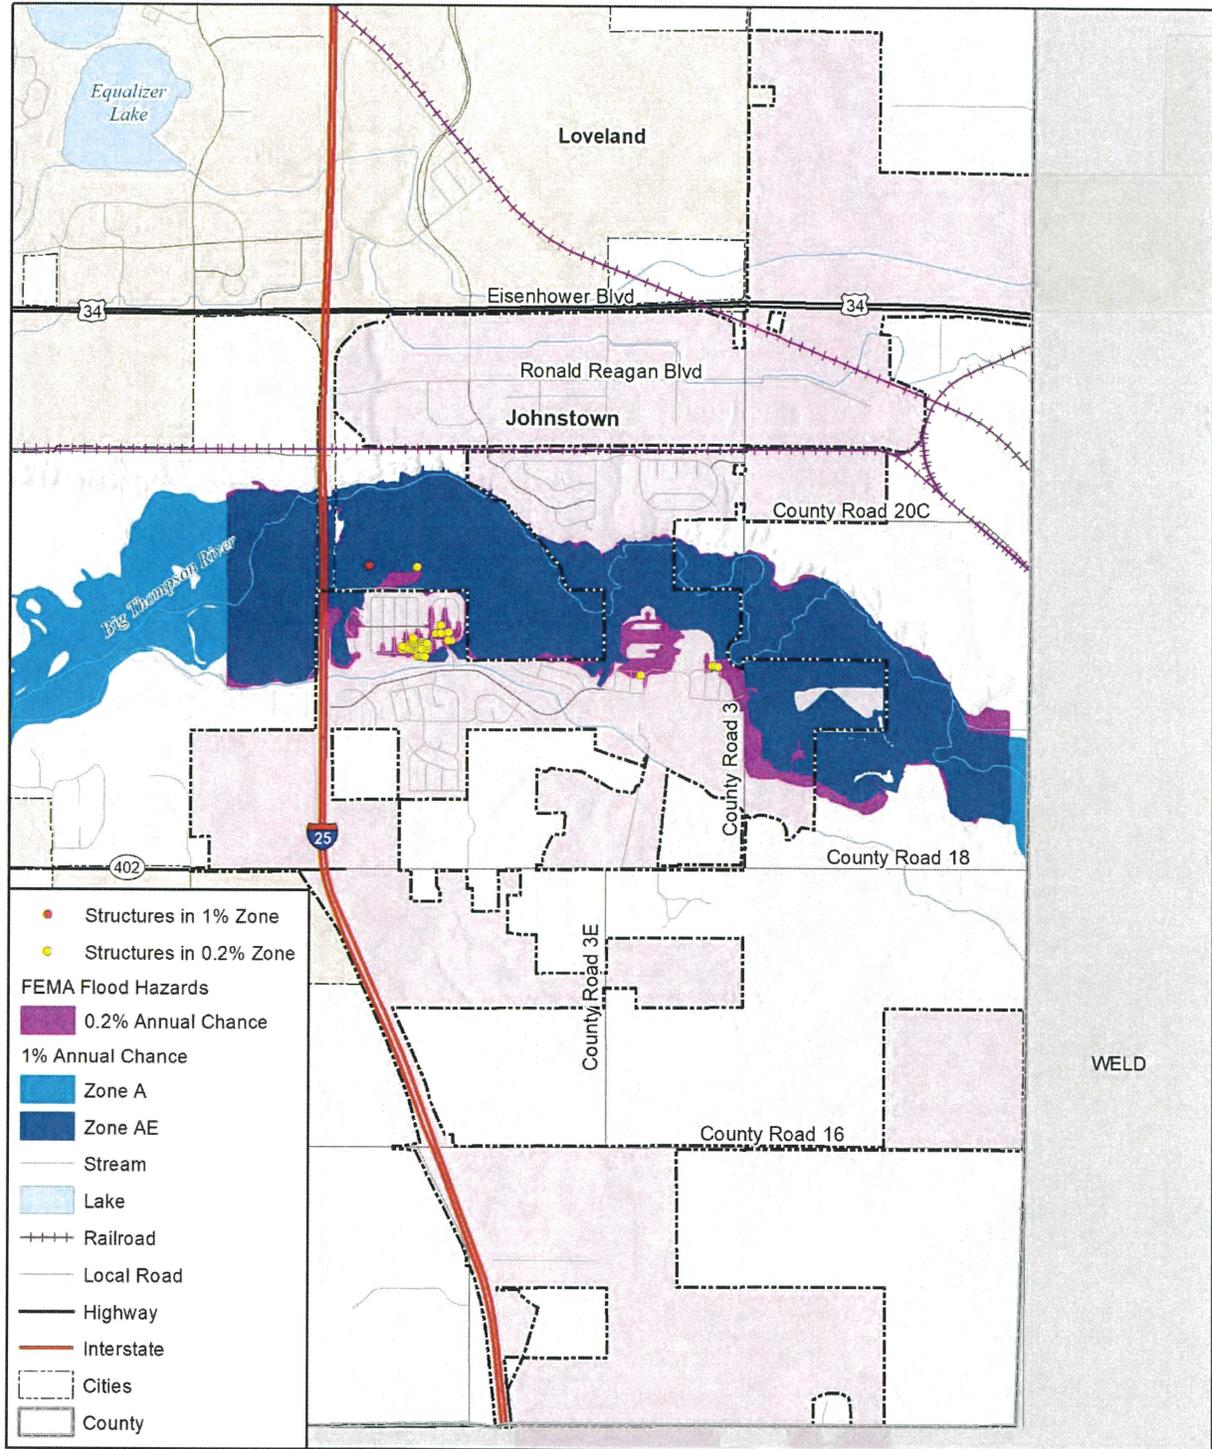 Equalizer
Lake
Loveland
Eisenhower Blvd
34
34
Ronald Reagan Blvd
Johnstown
County Road 20C
Big Thompson River
County Road 3
25
402
County Road 18
County Road 3E
WELD
County Road 16
Structures in 1% Zone
Structures in 0.2% Zone
FEMA Flood Hazards
0.2% Annual Chance
1% Annual Chance
Zone A
Zone AE
Stream
Lake
Railroad
Local Road
Highway
Interstate
Cities
County